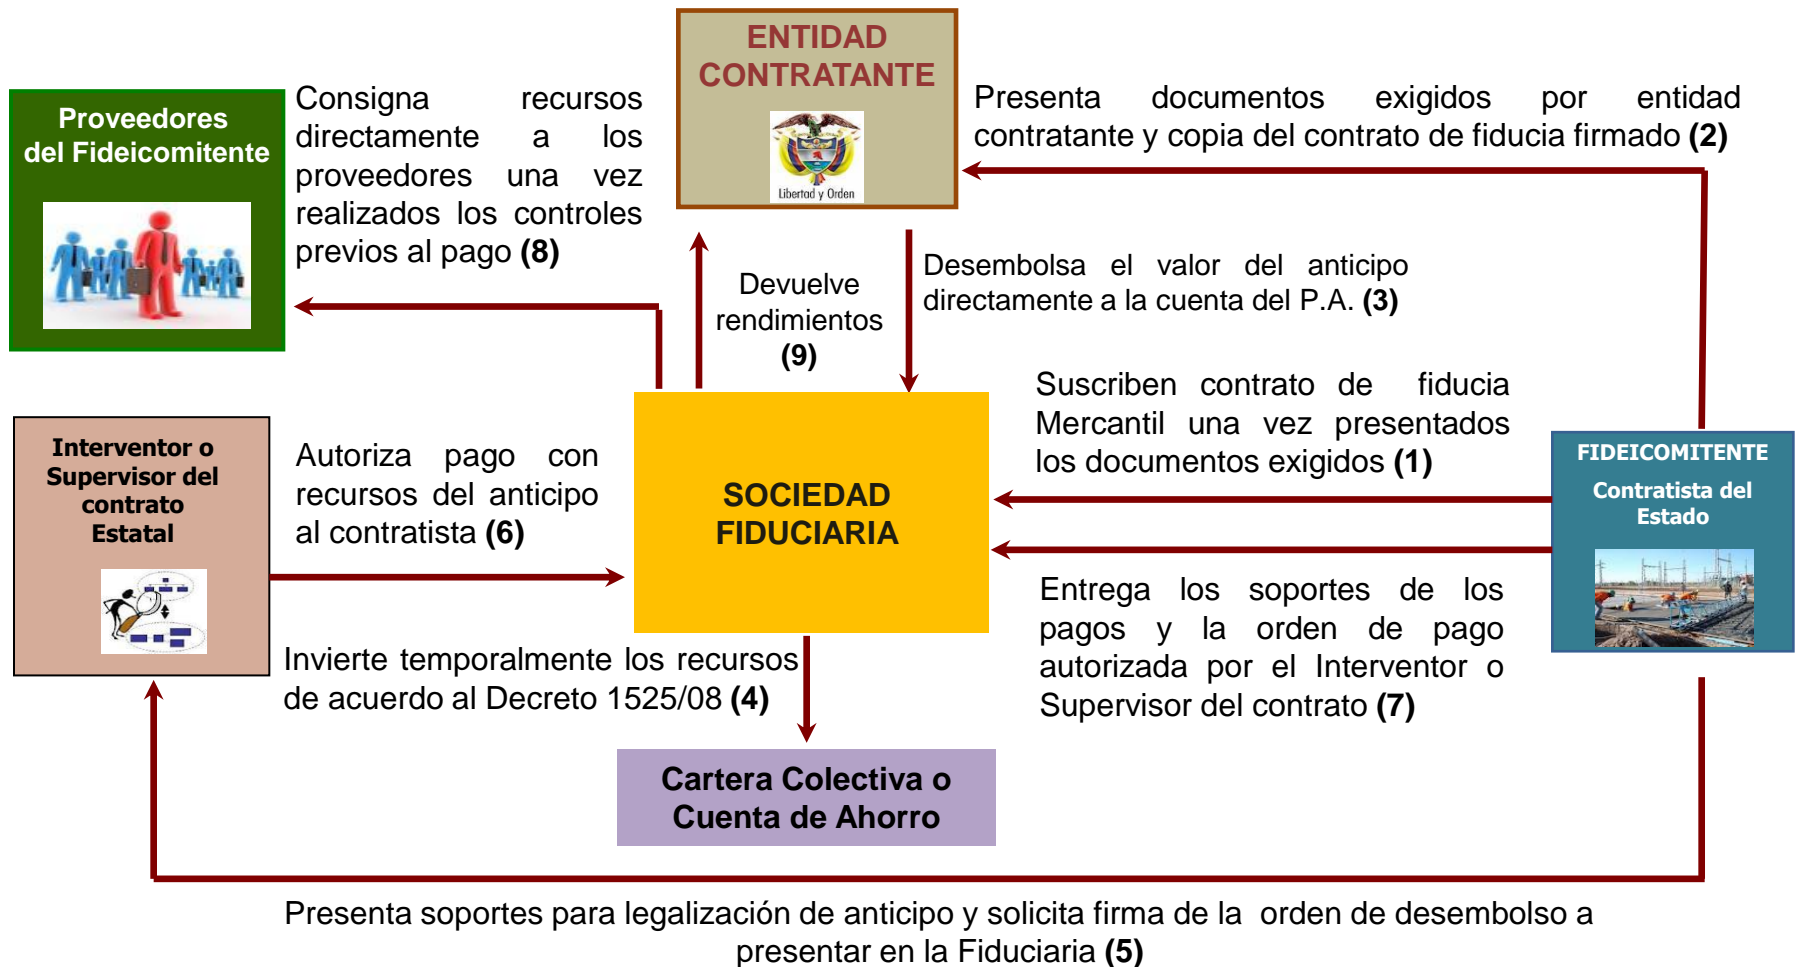 ENTIDAD
CONTRATANTE
Libertad y Orden
Proveedores
del Fideicomitente
Consigna recursos
directamente a los
proveedores una vez
realizados los controles
previos al pago (8)
Presenta documentos exigidos por entidad
contratante y copia del contrato de fiducia firmado (2)
Devuelve
rendimientos
(9)
Desembolsa el valor del anticipo
directamente a la cuenta del P.A. (3)
Suscriben contrato de fiducia
Mercantil una vez presentados
los documentos exigidos (1)
Interventor o
Supervisor del
contrato
Estatal
Autoriza pago con
recursos del anticipo
al contratista (6)
SOCIEDAD
FIDUCIARIA
FIDEICOMITENTE
Contratista del
Estado
Entrega los soportes de los
pagos y la orden de pago
autorizada por el Interventor o
Supervisor del contrato (7)
Invierte temporalmente los recursos
de acuerdo al Decreto 1525/08 (4)
Cartera Colectiva o
Cuenta de Ahorro
Presenta soportes para legalización de anticipo y solicita firma de la orden de desembolso a
presentar en la Fiduciaria (5)